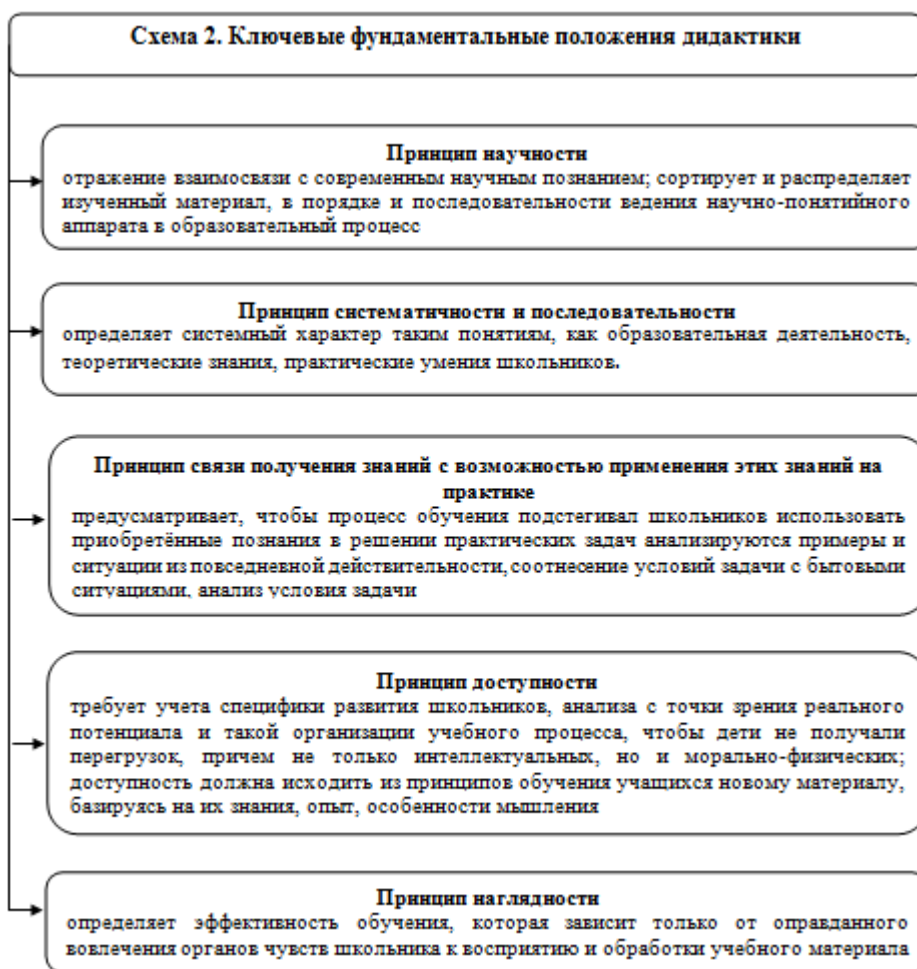 Схема 2. Ключевые фундаментальные положения дидактики
Принцип научности
отражение взаимосвязи с современным научным познанием; сортирует и распределяет
изученный материал, в порядке и последовательности ведения научно-понятийного
аппарата в образовательный процесс
Принцип систематичности и последовательности
определяет системный характер таким понятиям, как образовательная деятельность,
теоретические знания, практические умения школьников.
Принцип связи получения знаний с возможностью применения этих знаний на
практике
предусматривает, чтобы процесс обучения подстегивал школьников использовать
приобретённые познания в решении практических задач анализируются примеры и
ситуации из повседневной действительности, соотнесение условий задачи с бытовыми
ситуациями, анализ условия задачи
Принцип доступности
требует учета специфики развития школьников, анализа с точки зрения реального
потенциала и такой организации учебного процесса, чтобы дети не получали
перегрузок, причем не только интеллектуальных, но и морально-физических;
доступность должна исходить из принципов обучения учащихся новому материалу,
базируясь на их знания, опыт, особенности мышления
Принцип наглядности
определяет эффективность обучения, которая зависит только от оправданного
вовлечения органов чувств школьника к восприятию и обработки учебного материала